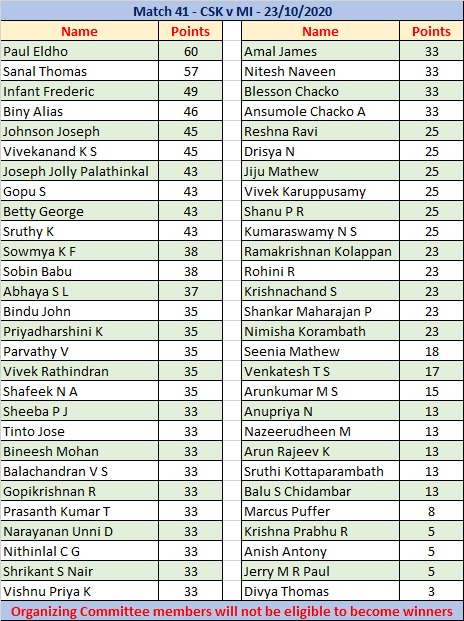 Match 41 - CSK v MI - 23/10/2020
Name Points Name Points
Paul Eldho 60 Amal James 33
Sanal Thomas 57 Nitesh Naveen 33
Infant Frederic 49 Blesson Chacko 33
Biny Alias 46 Ansumole Chacko A 33
Johnson Joseph 45 Reshna Ravi 25
Vivekanand K S 45 Drisya N 25
Joseph Jolly Palathinkal 43 Jiju Mathew 25
Gopu S 43 Vivek Karuppusamy 25
Betty George 43 Shanu P R 25
Sruthy K 43 Kumaraswamy N S 25
Sowmya K F 38 Ramakrishnan Kolappan 23
Sobin Babu 38 Rohini R 23
Abhaya S L 37 Krishnachand S 23
Bindu John 35 Shankar Maharajan P 23
Priyadharshini K 35 Nimisha Korambath 23
Parvathy V 35 Seenia Mathew 18
Vivek Rathindran 35 Venkatesh T S 17
Shafeek N A 35 Arunkumar M S 15
Sheeba P J 33 Anupriya N 13
Tinto Jose 33 Nazeerudheen M 13
Bineesh Mohan 33 Arun Rajeev K 13
Balachandran V S 33 Sruthi Kottaparambath 13
Gopikrishnan R 33 Balu S Chidambar 13
Prasanth Kumar T 33 Marcus Puffer 8
Narayanan Unni D 33 Krishna Prabhu R 5
Nithinlal C G 33 Anish Antony 5
Shrikant S Nair 33 Jerry M R Paul 5
Vishnu Priya K 33 Divya Thomas 3
Organizing Committee members will not be eligible to become winners